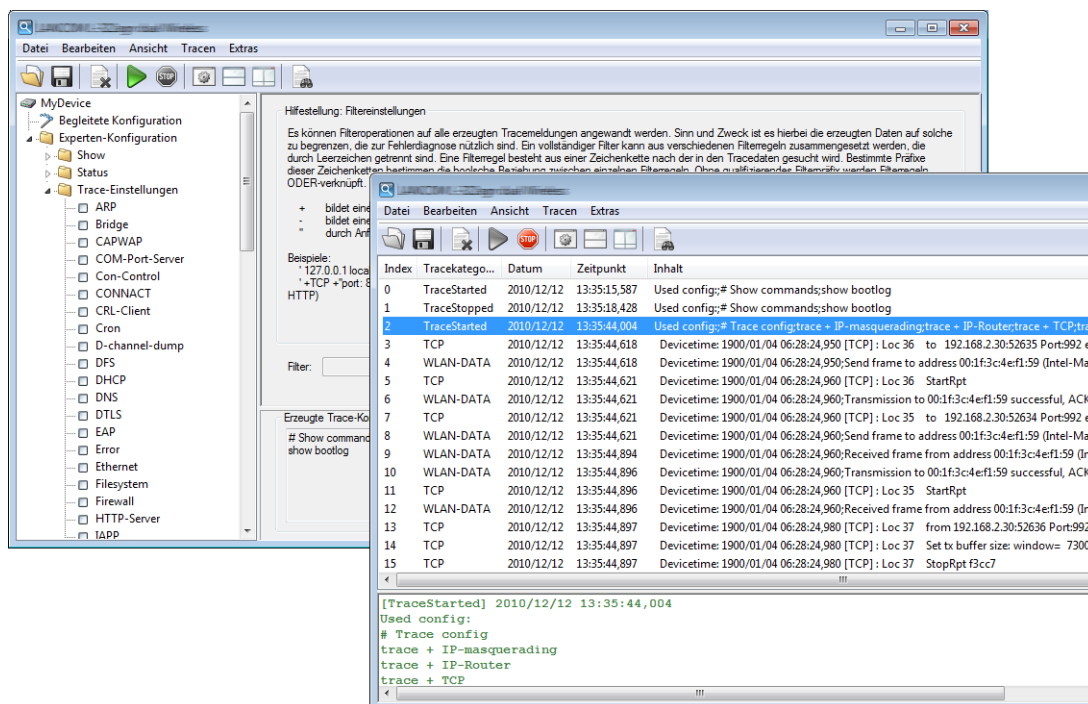 Datei Bearbeiten Ansicht Tracen Extras
STOP
MyDevice
Begleitete Konfiguration
Experten-Konfiguration
Show
Status
Trace-Einstellungen
ARP
Bridge
CAPWAP
COM-Port-Server
Con-Control
CONNACT
CRL-Client
Cron
D-channel-dump
DFS
DHCP
DNS
DTLS
EAP
Error
Ethernet
Filesystem
Firewall
HTTP-Server
IAPP
Hilfestellung: Filtereinstellungen
Es können Filteroperationen auf alle erzeugten Tracemeldungen angewandt werden. Sinn und Zweck ist es hierbei die erzeugten Daten auf solche
zu begrenzen, die zur Fehlerdiagnose nützlich sind. Ein vollständiger Filter kann aus verschiedenen Filterregeln zusammengesetzt werden, die
durch Leerzeichen getrennt sind. Eine Filterregel besteht aus einer Zeichenkette nach der in den Tracedaten gesucht wird. Bestimmte Präfixe
dieser Zeichenketten bestimmen die boolsche Beziehung zwischen einzelnen Filterregeln. Ohne qualifizierendes Filterpräfix werden Filterregeln
ODER-verknüpft.
+ bildet eine
- bildet eine
" durch Anf
Beispiele:
' 127.0.0.1 loca
' +TCP +"port: 8
HTTP)
Filter:
Erzeugte Trace-Ko
# Show command
show bootlog
Datei Bearbeiten Ansicht Tracen Extras
STOP
Index Tracekatego... Datum Zeitpunkt Inhalt
0 TraceStarted 2010/12/12 13:35:15,587 Used config:;# Show commands;show bootlog
1 TraceStopped 2010/12/12 13:35:18,428 Used config:;# Show commands;show bootlog
2 TraceStarted 2010/12/12 13:35:44,004 Used config:;# Trace config;trace + IP-masquerading;trace + IP-Router;trace + TCP;tra
3 TCP 2010/12/12 13:35:44,618 Devicetime: 1900/01/04 06:28:24,950 [TCP] : Loc 36 to 192.168.2.30:52635 Port:992 e
4 WLAN-DATA 2010/12/12 13:35:44,618 Devicetime: 1900/01/04 06:28:24,950;Send frame to address 00:1f:3c:4e:f1:59 (Intel-Ma
5 TCP 2010/12/12 13:35:44,621 Devicetime: 1900/01/04 06:28:24,960 [TCP] : Loc 36 StartRpt
6 WLAN-DATA 2010/12/12 13:35:44,621 Devicetime: 1900/01/04 06:28:24,960;Transmission to 00:1f:3c:4e:f1:59 successful, ACK
7 TCP 2010/12/12 13:35:44,621 Devicetime: 1900/01/04 06:28:24,960 [TCP] : Loc 35 to 192.168.2.30:52634 Port:992 e
8 WLAN-DATA 2010/12/12 13:35:44,621 Devicetime: 1900/01/04 06:28:24,960;Send frame to address 00:1f:3c:4e:f1:59 (Intel-Ma
9 WLAN-DATA 2010/12/12 13:35:44,894 Devicetime: 1900/01/04 06:28:24,960;Received frame from address 00:1f:3c:4e:f1:59 (In
10 WLAN-DATA 2010/12/12 13:35:44,896 Devicetime: 1900/01/04 06:28:24,960;Transmission to 00:1f:3c:4e:f1:59 successful, ACK
11 TCP 2010/12/12 13:35:44,896 Devicetime: 1900/01/04 06:28:24,960 [TCP] : Loc 35 StartRpt
12 WLAN-DATA 2010/12/12 13:35:44,896 Devicetime: 1900/01/04 06:28:24,960;Received frame from address 00:1f:3c:4e:f1:59 (In
13 TCP 2010/12/12 13:35:44,897 Devicetime: 1900/01/04 06:28:24,980 [TCP] : Loc 37 from 192.168.2.30:52636 Port:992
14 TCP 2010/12/12 13:35:44,897 Devicetime: 1900/01/04 06:28:24,980 [TCP] : Loc 37 Set tx buffer size: window= 7300
15 TCP 2010/12/12 13:35:44,897 Devicetime: 1900/01/04 06:28:24,980 [TCP] : Loc 37 StopRpt f3cc7
[TraceStarted] 2010/12/12 13:35:44,004
Used config:
# Trace config
trace + IP-masquerading
trace + IP-Router
trace + TCP